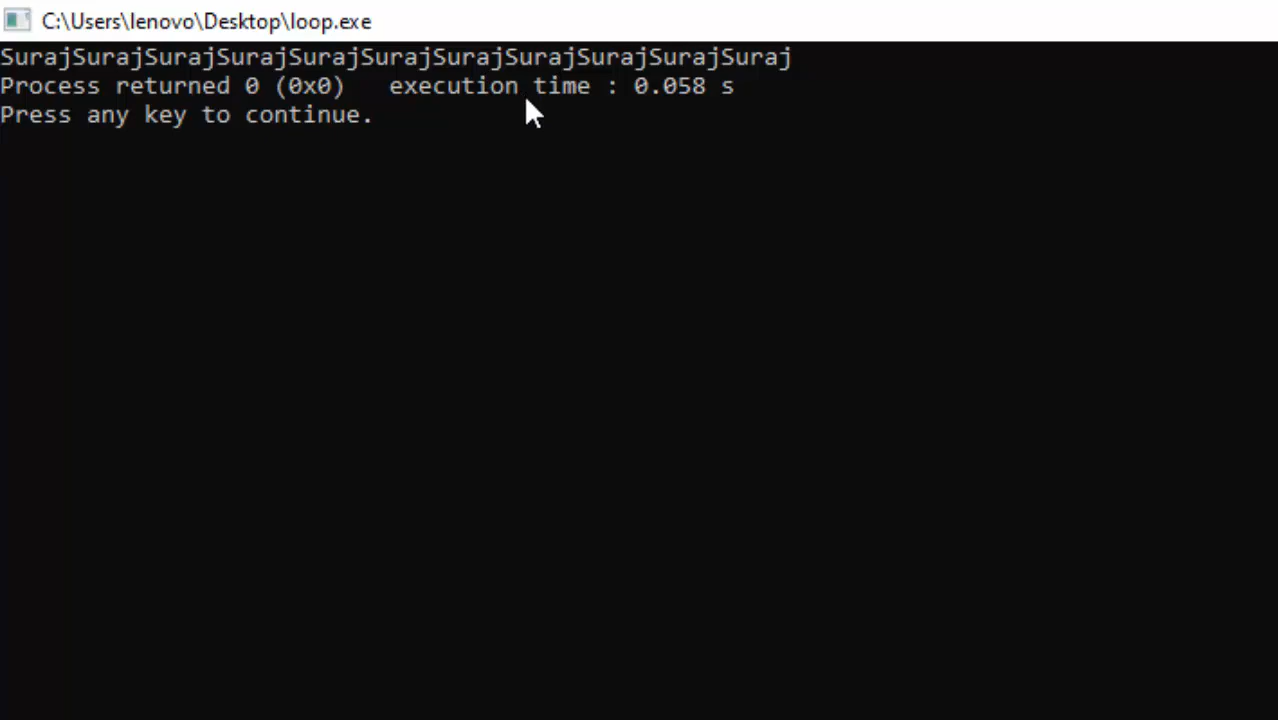 C:\Users\lenovo\Desktop\loop.exe
SurajSurajSurajSurajSurajSurajSurajSurajSurajSurajSuraj
Process returned 0 (0x0)   execution time : 0.058 s
Press any key to continue.